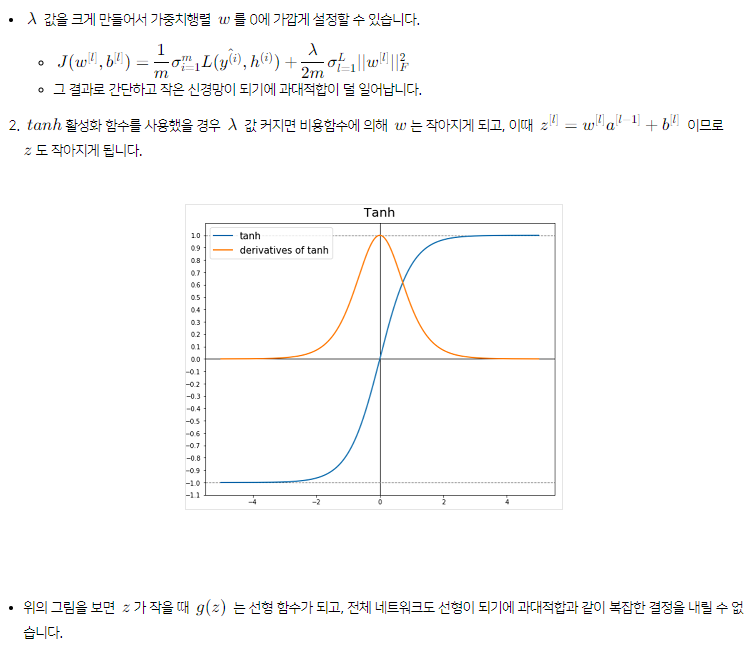 • λ 값을 크게 만들어서 가중치행렬 w 를 0에 가깝게 설정할 수 있습니다.
∘ J(w^{[l]}, b^{[l]}) = \frac{1}{m} σ_{i=1}^{m} L(\hat{y^{(i)}}, h^{(i)}) + \frac{λ}{2m} σ_{l=1}^{L} ||w^{[l]}||_F^2
∘ 그 결과로 간단하고 작은 신경망이 되기에 과대적합이 덜 일어납니다.
2. tanh 활성화 함수를 사용했을 경우 λ 값 커지면 비용함수에 의해 w 는 작아지게 되고, 이때 z^{[l]} = w^{[l]}a^{[l-1]} + b^{[l]} 이므로
z 도 작아지게 됩니다.
Tanh
tanh
derivatives of tanh
1.0
0.9
0.8
0.7
0.6
0.5
0.4
0.3
0.2
0.1
0.0
−0.1
−0.2
−0.3
−0.4
−0.5
−0.6
−0.7
−0.8
−0.9
−1.0
−1.1
−4 −2 0 2 4
• 위의 그림을 보면 z 가 작을 때 g(z) 는 선형 함수가 되고, 전체 네트워크도 선형이 되기에 과대적합과 같이 복잡한 결정을 내릴 수 없
습니다.